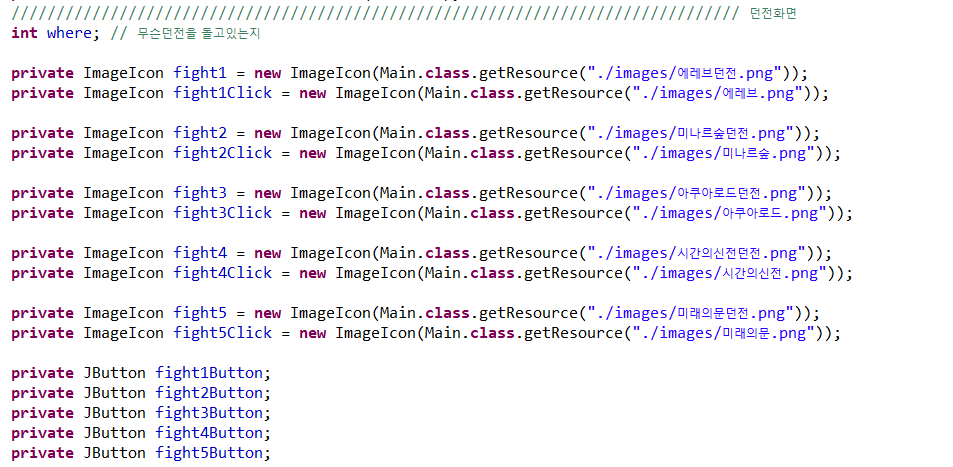 ////////////////////////////////////////////////////////////////////////////////// 던전화면
int where; // 무슨던전을 돌고있는지
private ImageIcon fight1 = new ImageIcon(Main.class.getResource("./images/에레브던전.png"));
private ImageIcon fight1Click = new ImageIcon(Main.class.getResource("./images/에레브.png"));
private ImageIcon fight2 = new ImageIcon(Main.class.getResource("./images/미나르숲던전.png"));
private ImageIcon fight2Click = new ImageIcon(Main.class.getResource("./images/미나르숲.png"));
private ImageIcon fight3 = new ImageIcon(Main.class.getResource("./images/아쿠아로드던전.png"));
private ImageIcon fight3Click = new ImageIcon(Main.class.getResource("./images/아쿠아로드.png"));
private ImageIcon fight4 = new ImageIcon(Main.class.getResource("./images/시간의신전던전.png"));
private ImageIcon fight4Click = new ImageIcon(Main.class.getResource("./images/시간의신전.png"));
private ImageIcon fight5 = new ImageIcon(Main.class.getResource("./images/미래의문던전.png"));
private ImageIcon fight5Click = new ImageIcon(Main.class.getResource("./images/미래의문.png"));
private JButton fight1Button;
private JButton fight2Button;
private JButton fight3Button;
private JButton fight4Button;
private JButton fight5Button;